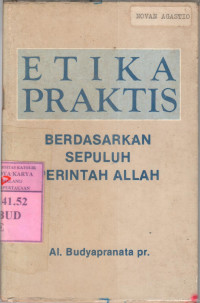 NOVAN AGASTYO
ETIKA
PRAKTIS
BERDASARKAN
SEPULUH
PERINTAH ALLAH
41.52
BUD
E
Al. Budyapranata pr.